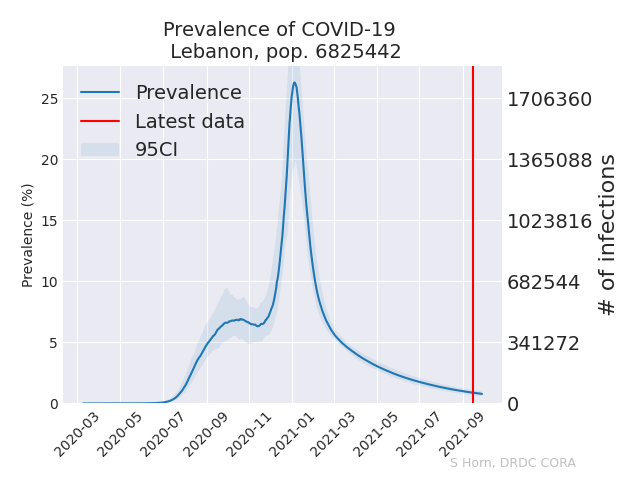 Prevalence of COVID-19
Lebanon, pop. 6825442
Prevalence
Latest data
95CI
Prevalence (%)
25
20
15
10
5
0
1706360
1365088
1023816
682544
341272
0
# of infections
2020-03
2020-05
2020-07
2020-09
2020-11
2021-01
2021-03
2021-05
2021-07
2021-09
S Horn, DRDC CORA